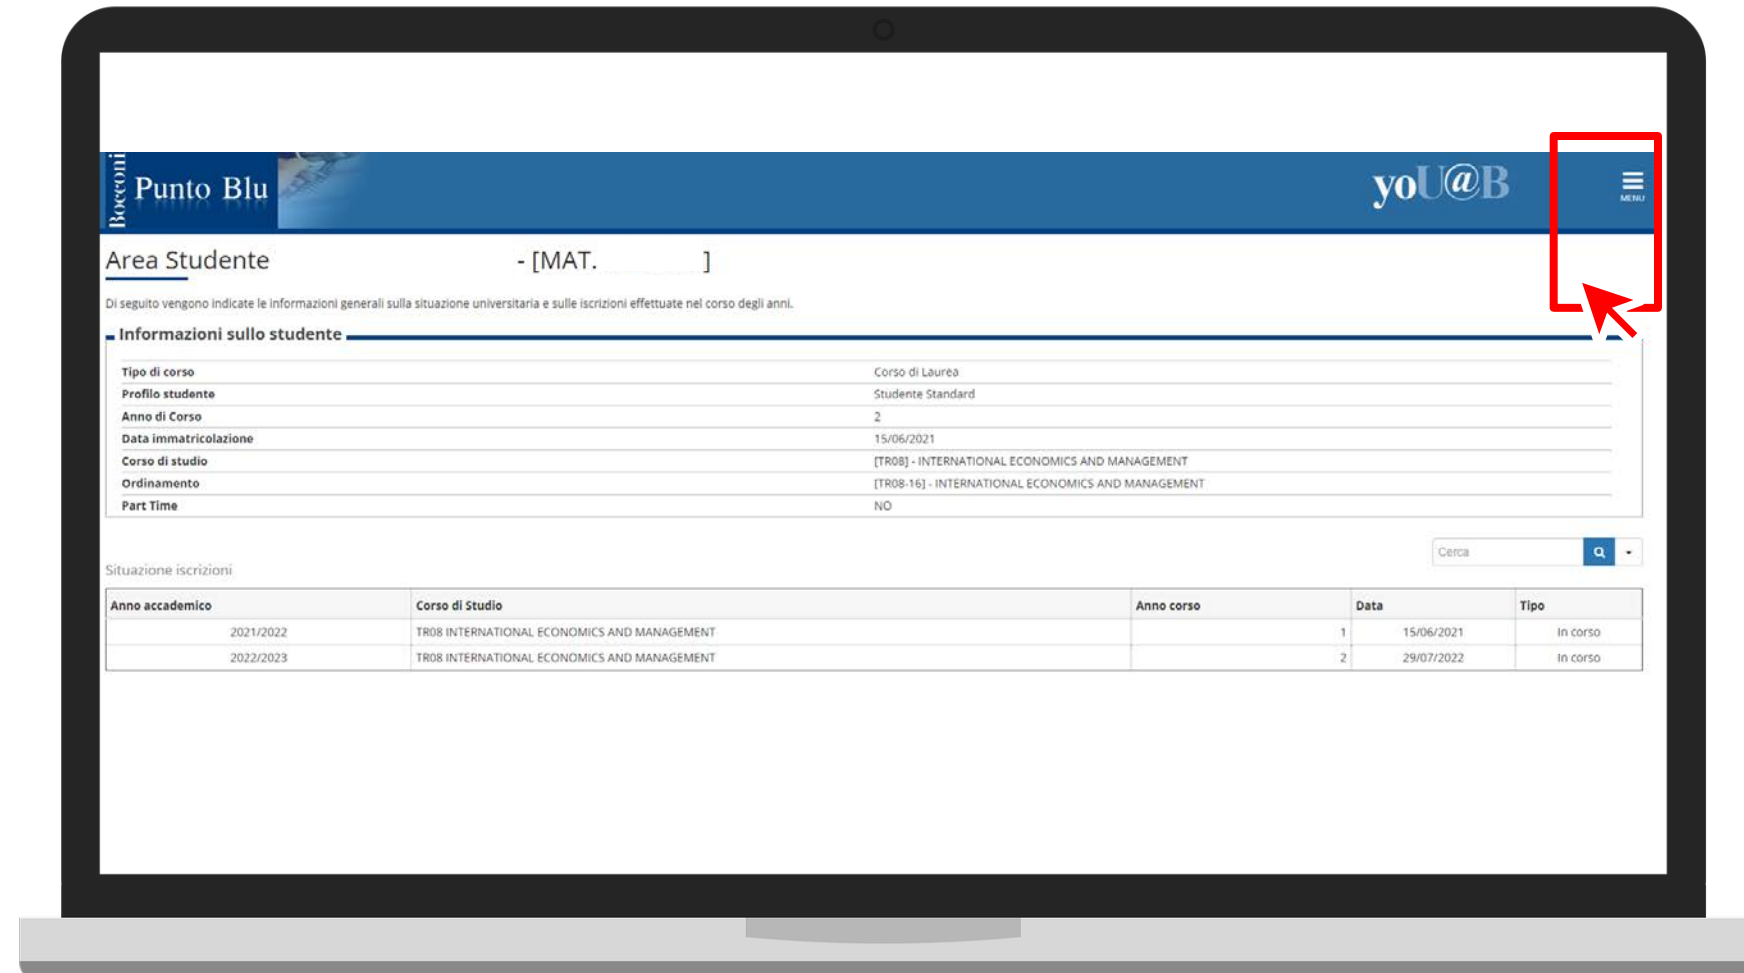 Bocconi
Punto Blu
yoU@B
MENU
Area Studente - [MAT. ]
Di seguito vengono indicate le informazioni generali sulla situazione universitaria e sulle iscrizioni effettuate nel corso degli anni.
Informazioni sullo studente
Tipo di corso Corso di Laurea
Profilo studente Studente Standard
Anno di Corso 2
Data immatricolazione 15/06/2021
Corso di studio [TR08] - INTERNATIONAL ECONOMICS AND MANAGEMENT
Ordinamento [TR08-16] - INTERNATIONAL ECONOMICS AND MANAGEMENT
Part Time NO
Cerca
Situazione iscrizioni
Anno accademico Corso di Studio Anno corso Data Tipo
2021/2022 TR08 INTERNATIONAL ECONOMICS AND MANAGEMENT 1 15/06/2021 In corso
2022/2023 TR08 INTERNATIONAL ECONOMICS AND MANAGEMENT 2 29/07/2022 In corso